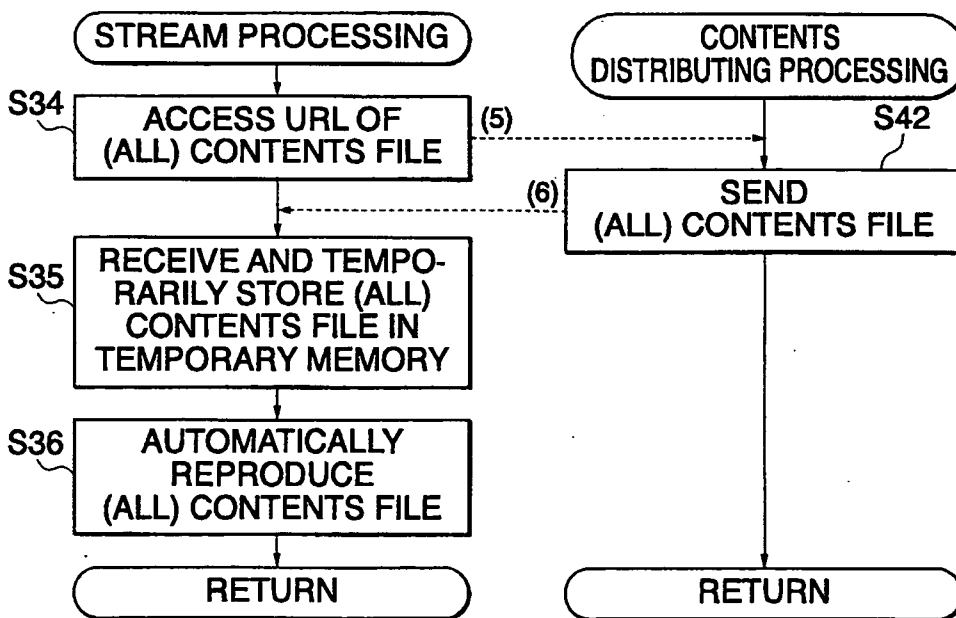 STREAM PROCESSING
CONTENTS
DISTRIBUTING PROCESSING
S34
ACCESS URL OF
(ALL) CONTENTS FILE
(5)
S42
SEND
(ALL) CONTENTS FILE
(6)
S35
RECEIVE AND TEMPO-
RARILY STORE (ALL)
CONTENTS FILE IN
TEMPORARY MEMORY
S36
AUTOMATICALLY
REPRODUCE
(ALL) CONTENTS FILE
RETURN
RETURN